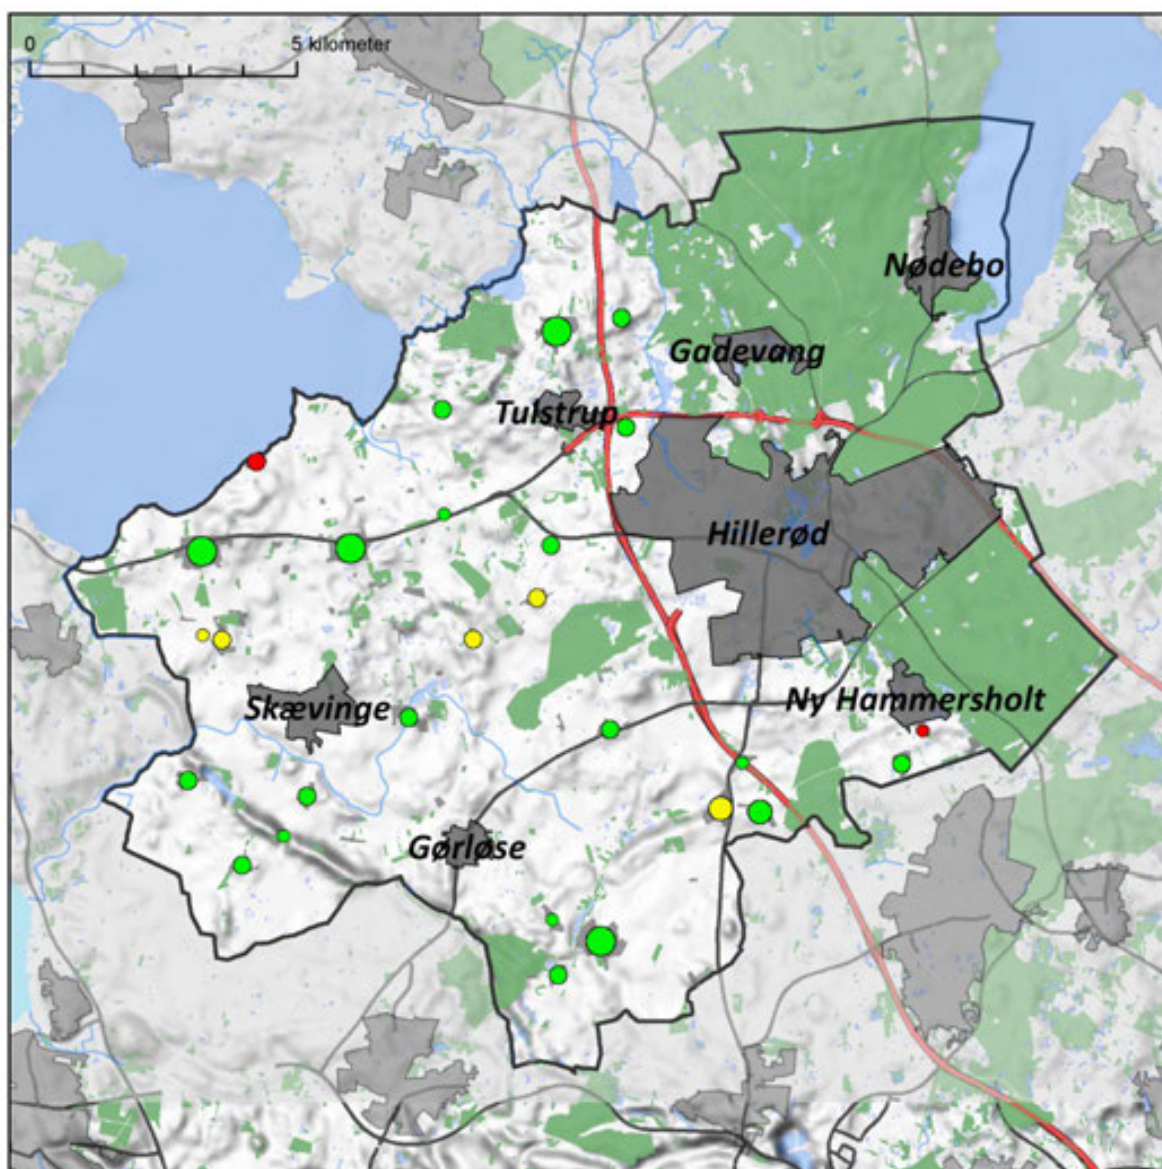 0 5 kilometer
Nødebo
Gadevang
Tulstrup
Hillerød
Ny Hammersholt
Skævinge
Gørløse